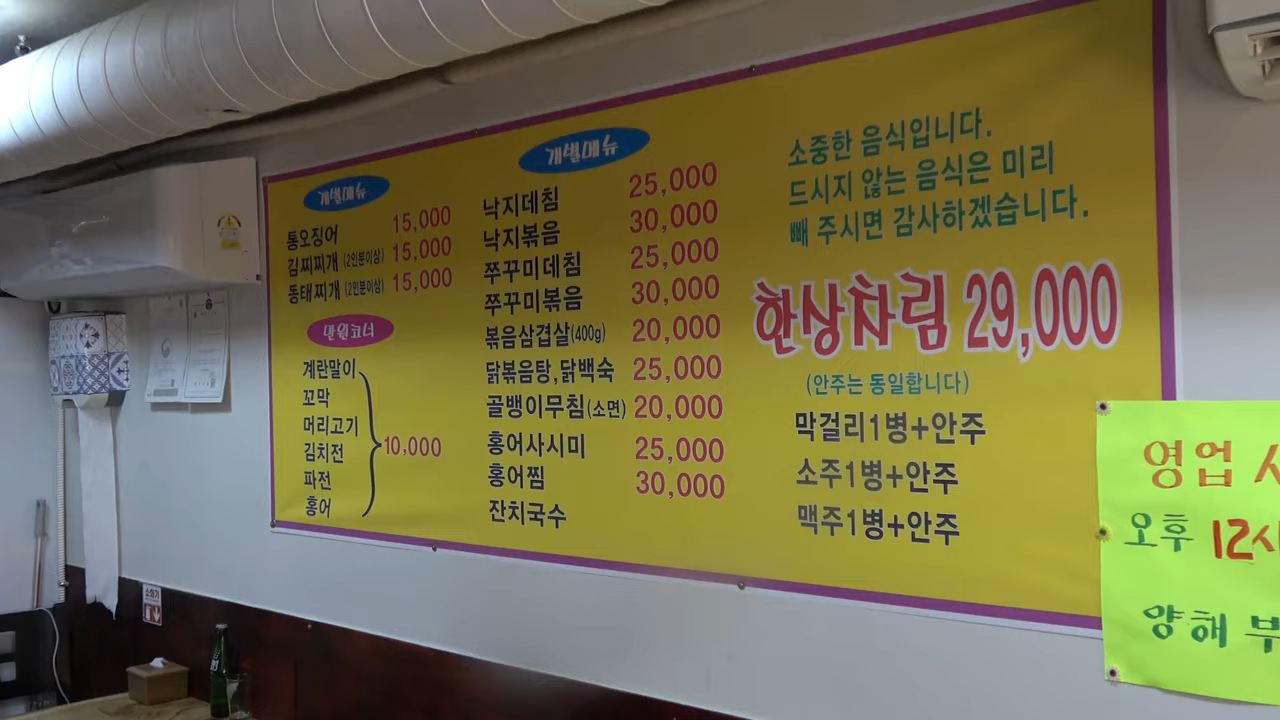 개별메뉴
통오징어 15,000
김찌찌개 (2인분이상) 15,000
동태찌개 (2인분이상) 15,000
만원코너
계란말이
꼬막
머리고기
김치전
파전
홍어
10,000
개별메뉴
낙지데침 25,000
낙지볶음 30,000
쭈꾸미데침 25,000
쭈꾸미볶음 30,000
볶음삼겹살(400g) 20,000
닭볶음탕,닭백숙 25,000
골뱅이무침(소면) 20,000
홍어사시미 25,000
홍어찜 30,000
잔치국수
소중한 음식입니다.
드시지 않는 음식은 미리
빼 주시면 감사하겠습니다.
한상차림 29,000
(안주는 동일합니다)
막걸리1병+안주
소주1병+안주
맥주1병+안주
영업
오후 12시
양해
소화기